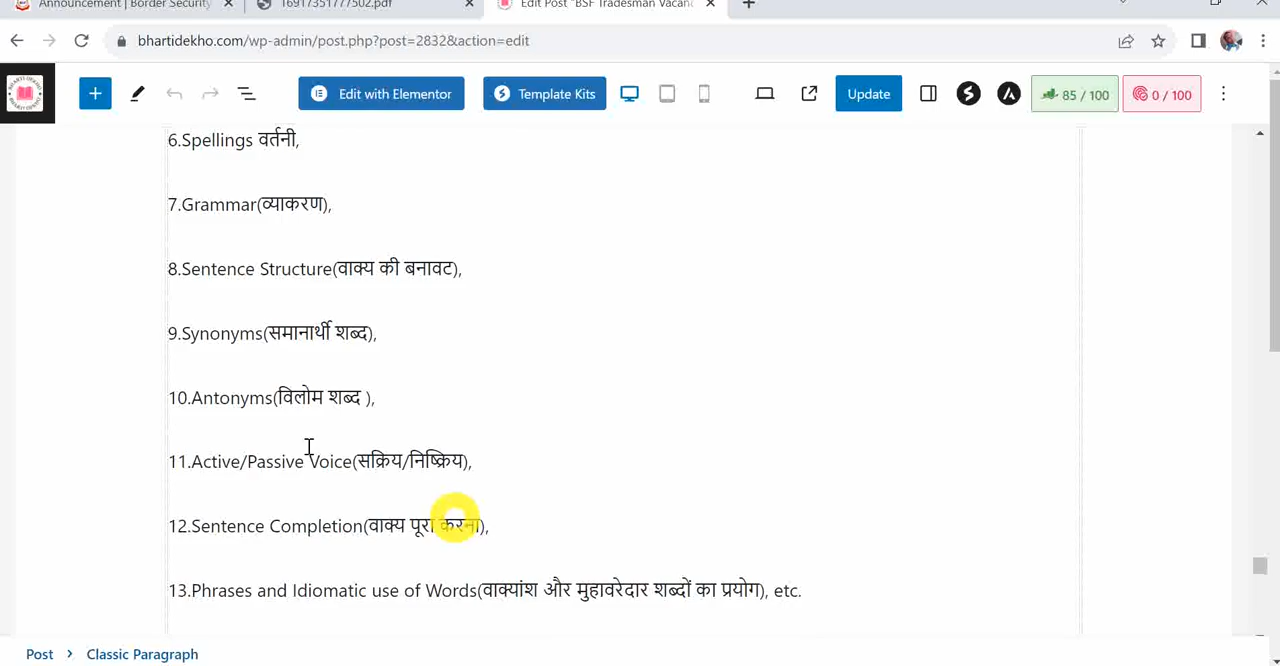 Announcement | Border Security
16917351777502.pdf
Edit Post "BSF Tradesman Vacanc
bhartidekho.com/wp-admin/post.php?post=2832&action=edit
Edit with Elementor
Template Kits
Update
85 / 100
0 / 100
6.Spellings वर्तनी,
7.Grammar(व्याकरण),
8.Sentence Structure(वाक्य की बनावट),
9.Synonyms(समानार्थी शब्द),
10.Antonyms(विलोम शब्द ),
11.Active/Passive Voice(सक्रिय/निष्क्रिय),
12.Sentence Completion(वाक्य पूरा करना),
13.Phrases and Idiomatic use of Words(वाक्यांश और मुहावरेदार शब्दों का प्रयोग), etc.
Post > Classic Paragraph